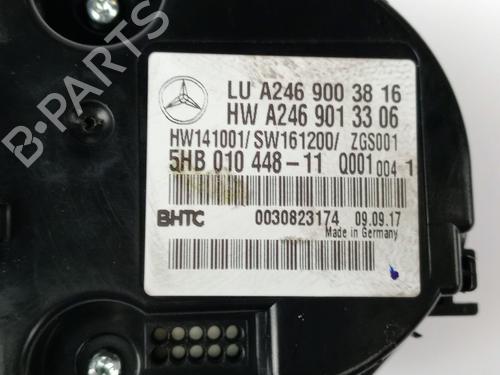 LU A246 900 38 16
HW A246 901 33 06
HW141001/SW161200/ ZGS001
5HB 010 448-11 Q001 004 1
BHTC 0030823174 09.09.17
Made in Germany